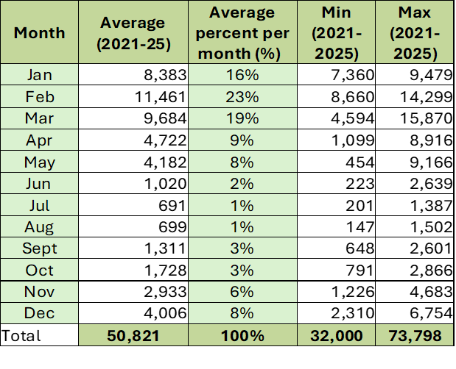 Month Average (2021-25) Average percent per month (%) Min (2021-2025) Max (2021-2025)
Jan 8,383 16% 7,360 9,479
Feb 11,461 23% 8,660 14,299
Mar 9,684 19% 4,594 15,870
Apr 4,722 9% 1,099 8,916
May 4,182 8% 454 9,166
Jun 1,020 2% 223 2,639
Jul 691 1% 201 1,387
Aug 699 1% 147 1,502
Sept 1,311 3% 648 2,601
Oct 1,728 3% 791 2,866
Nov 2,933 6% 1,226 4,683
Dec 4,006 8% 2,310 6,754
Total 50,821 100% 32,000 73,798